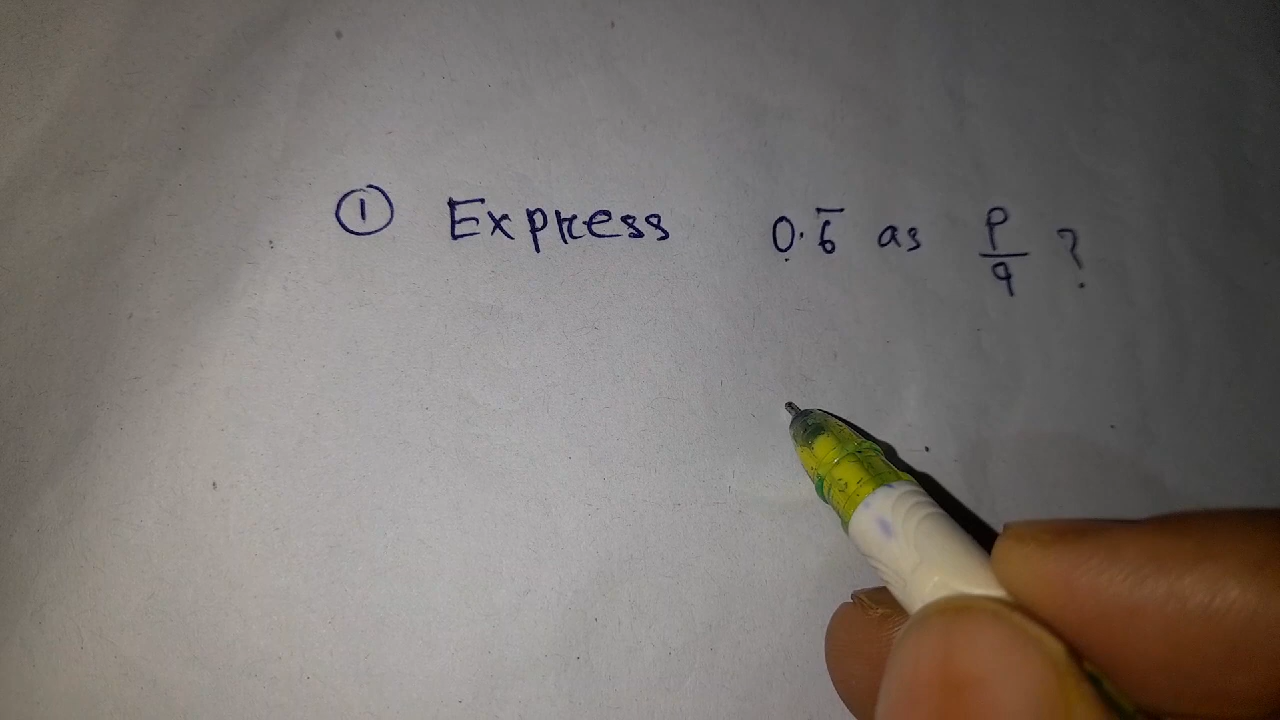 ① Express 0.6̅ as p/q ?